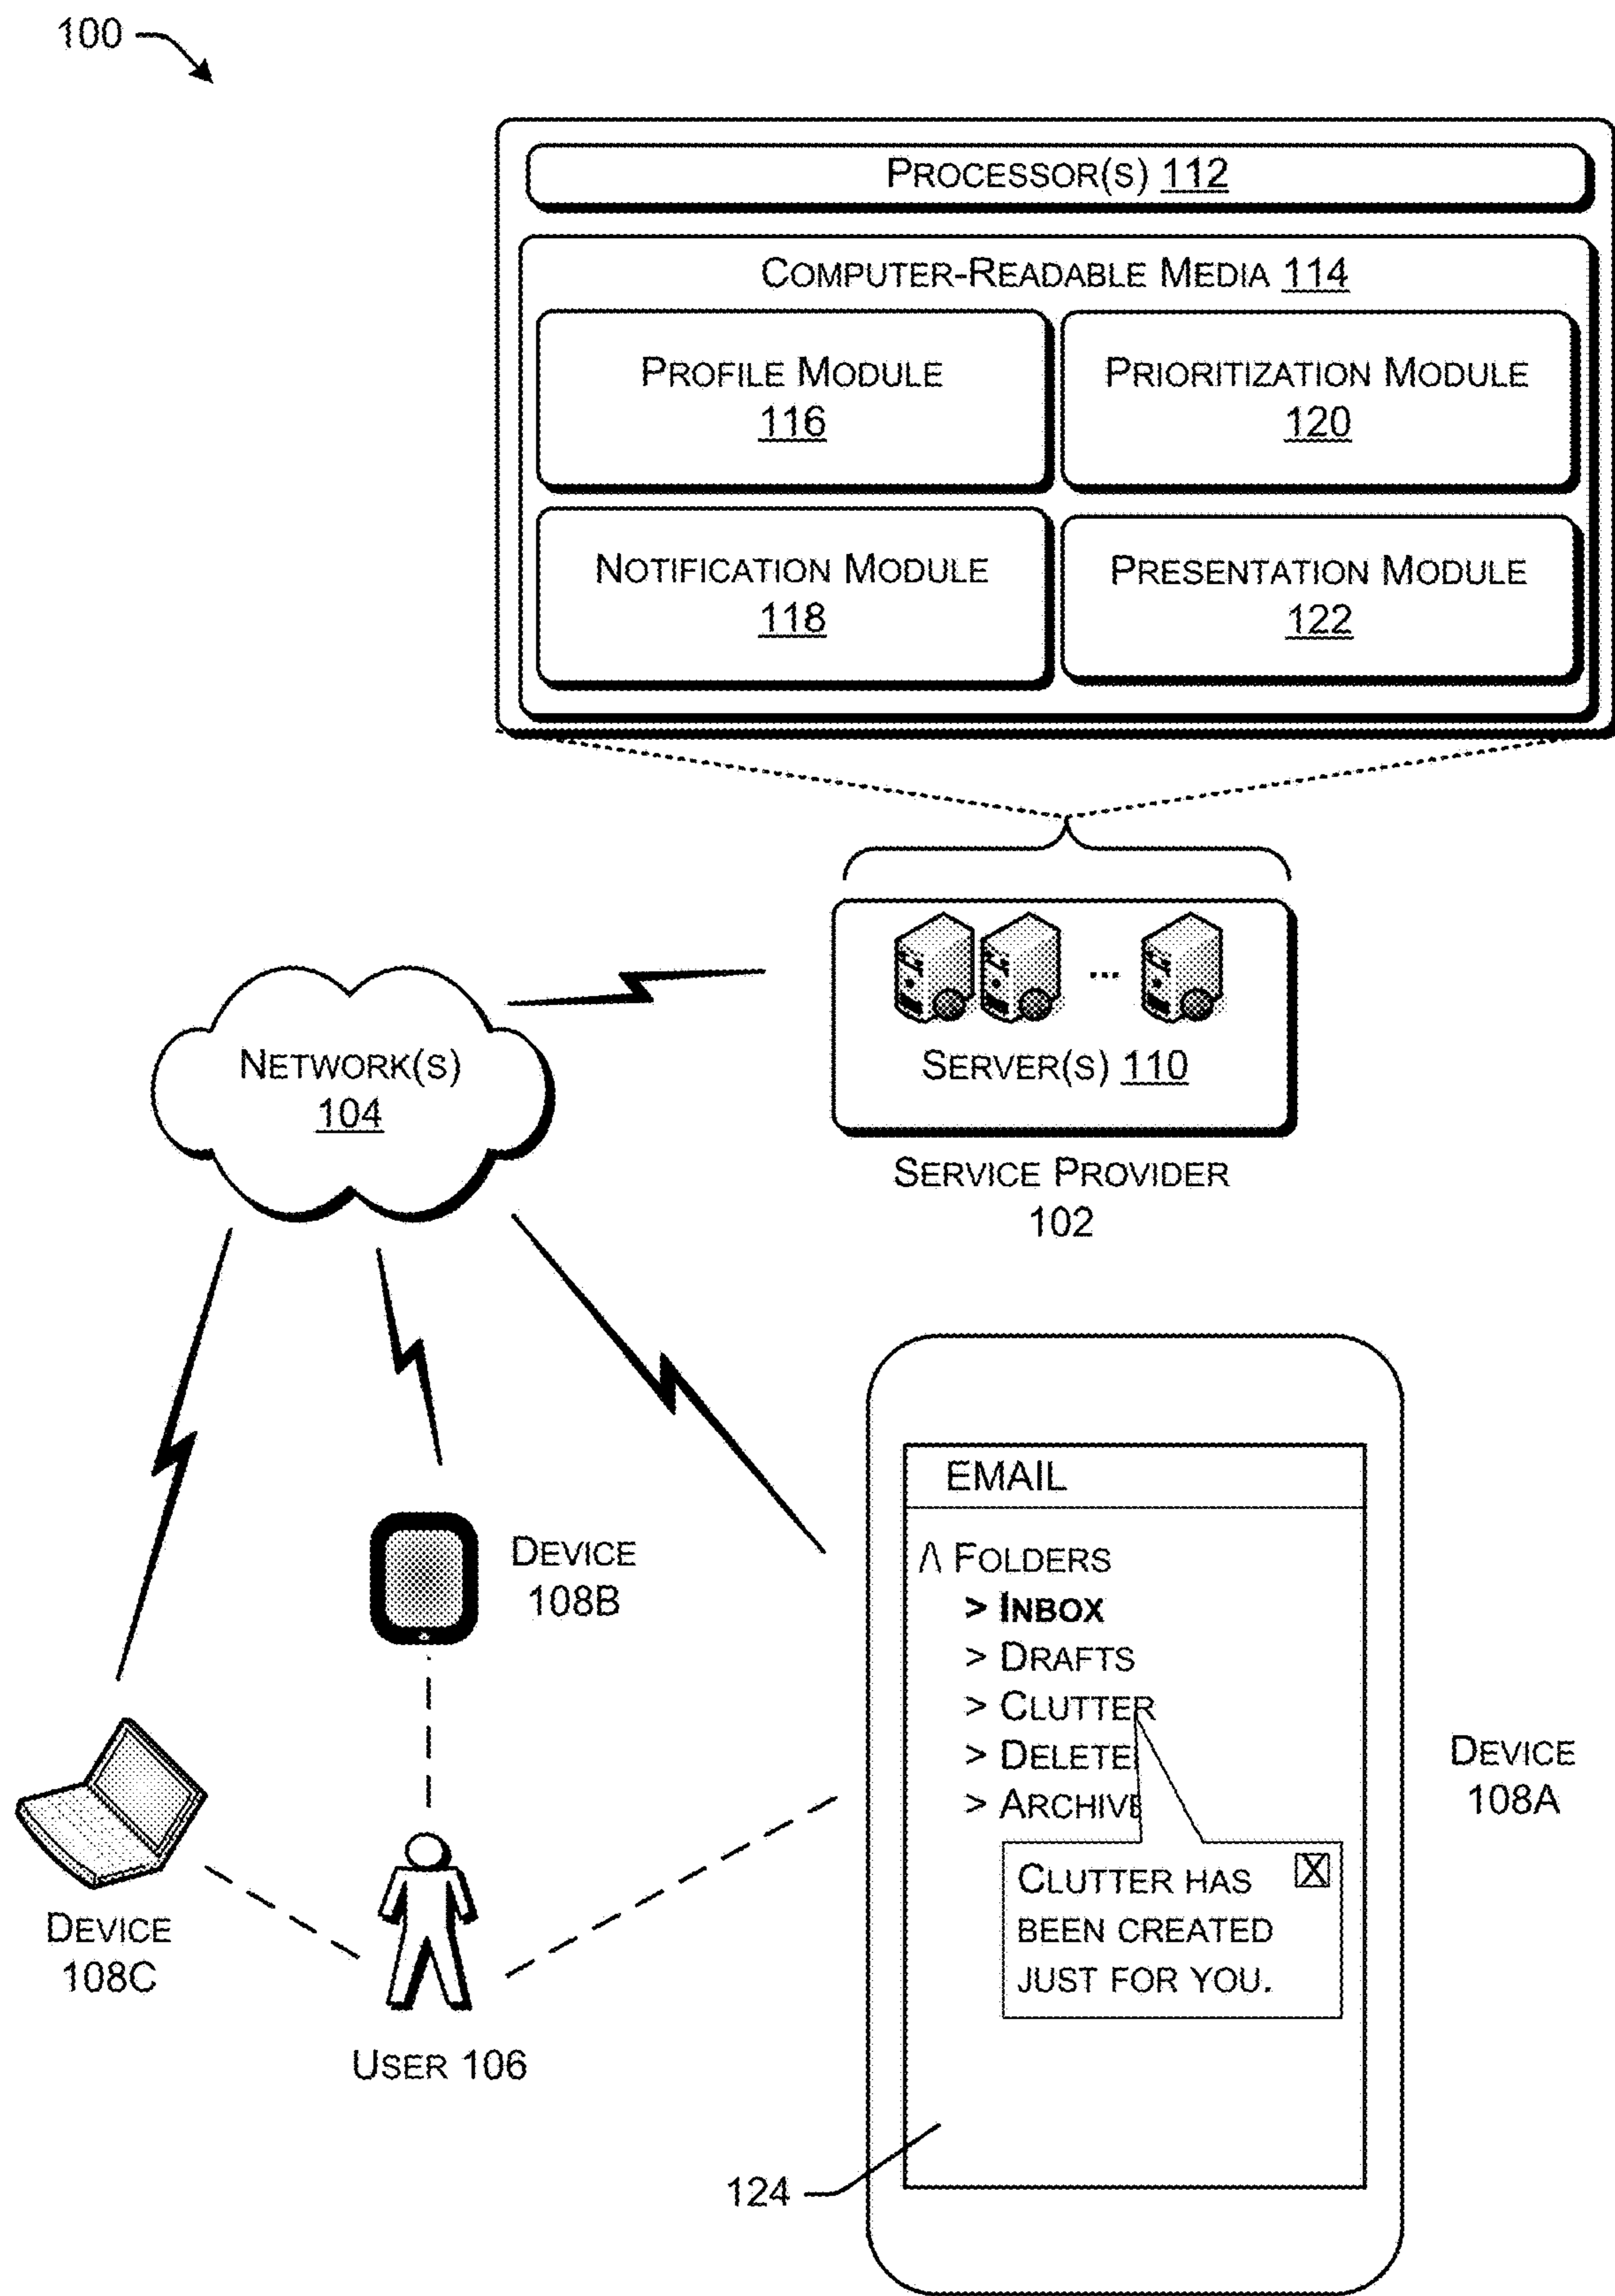 100
PROCESSOR(S) 112
COMPUTER-READABLE MEDIA 114
PROFILE MODULE
116
PRIORITIZATION MODULE
120
NOTIFICATION MODULE
118
PRESENTATION MODULE
122
NETWORK(S)
104
...
SERVER(S) 110
SERVICE PROVIDER
102
EMAIL
/\ FOLDERS
> INBOX
> DRAFTS
> CLUTTER
> DELETE
> ARCHIVE
CLUTTER HAS X
BEEN CREATED
JUST FOR YOU.
DEVICE
108A
DEVICE
108B
DEVICE
108C
USER 106
124